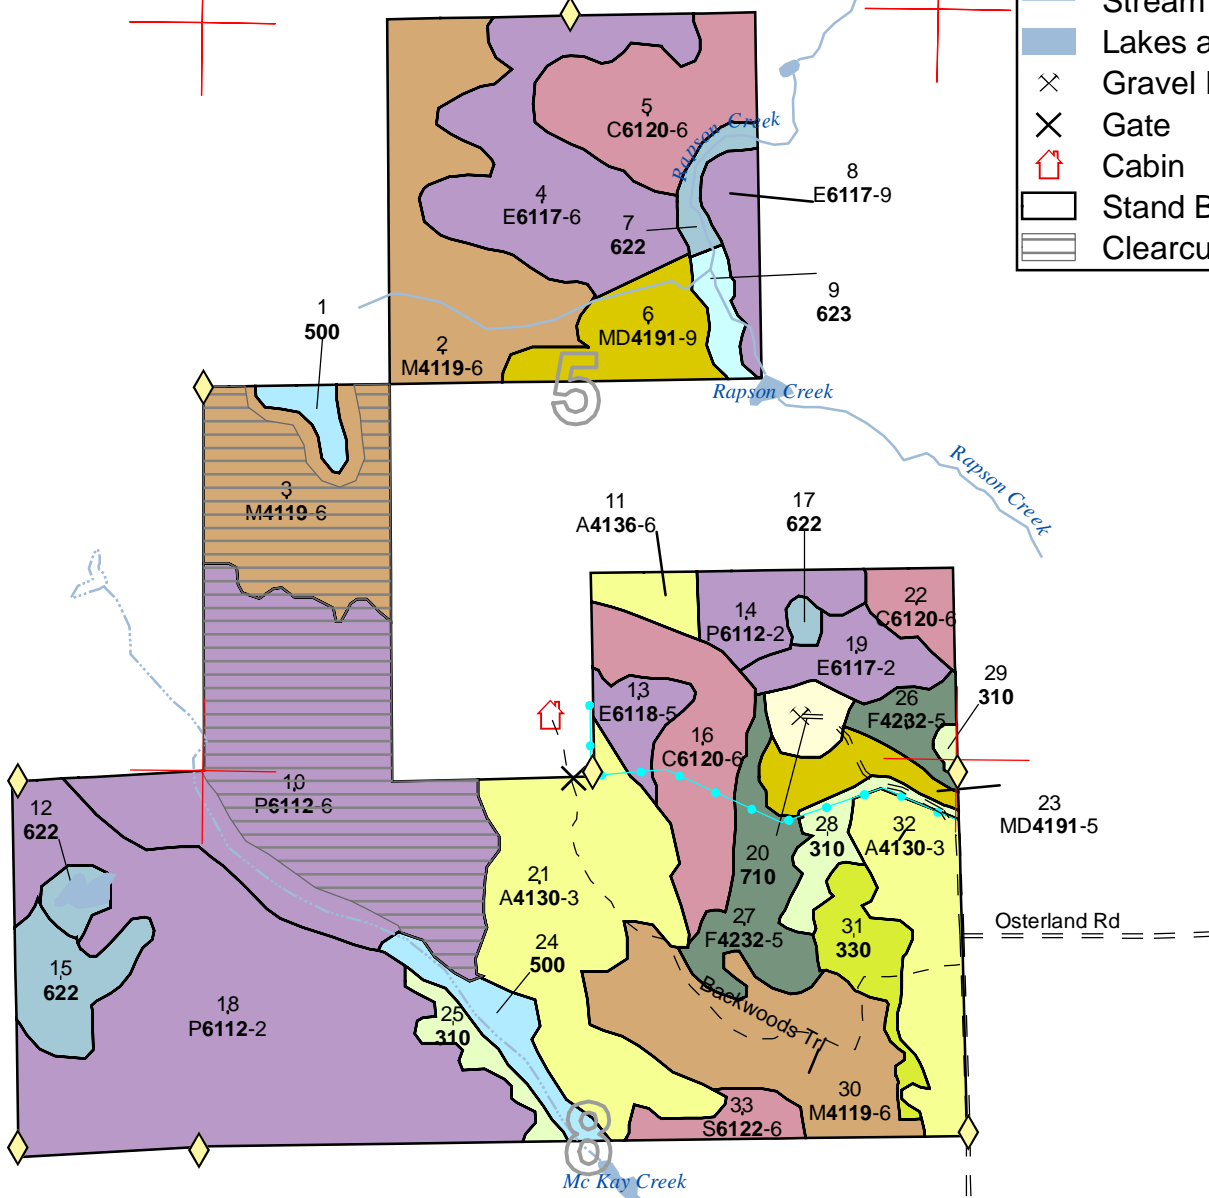 Stream
Lakes a
Gravel
Gate
Cabin
Stand B
Clearcu
5
C6120-6
Rapson Creek
4
E6117-6
8
E6117-9
7
622
9
623
6
MD4191-9
1
500
2
M4119-6
5
Rapson Creek
Rapson Creek
3
M4119-6
11
A4136-6
17
622
14
P6112-2
22
C6120-6
19
E6117-2
29
310
13
E6118-5
26
F4232-5
16
C6120-6
10
P6112-6
12
622
23
MD4191-5
28
310
32
A4130-3
20
710
21
A4130-3
27
F4232-5
31
330
Osterland Rd
24
500
15
622
18
P6112-2
25
310
Backwoods Trl
30
M4119-6
33
S6122-6
8
Mc Kay Creek